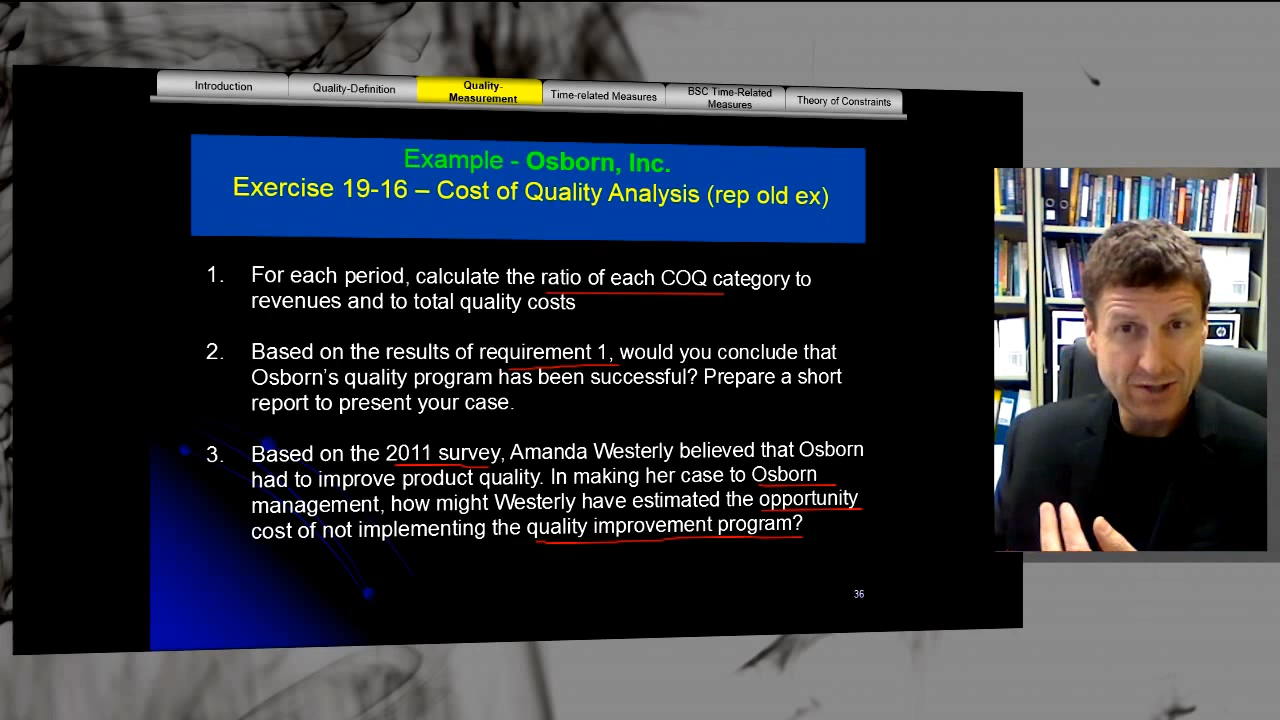 Introduction
Quality-Definition
Quality-
Measurement
Time-related Measures
BSC Time-Related
Measures
Theory of Constraints
Example - Osborn, Inc.
Exercise 19-16 – Cost of Quality Analysis (rep old ex)
1. For each period, calculate the ratio of each COQ category to
revenues and to total quality costs
2. Based on the results of requirement 1, would you conclude that
Osborn's quality program has been successful? Prepare a short
report to present your case.
3. Based on the 2011 survey, Amanda Westerly believed that Osborn
had to improve product quality. In making her case to Osborn
management, how might Westerly have estimated the opportunity
cost of not implementing the quality improvement program?
36
hp